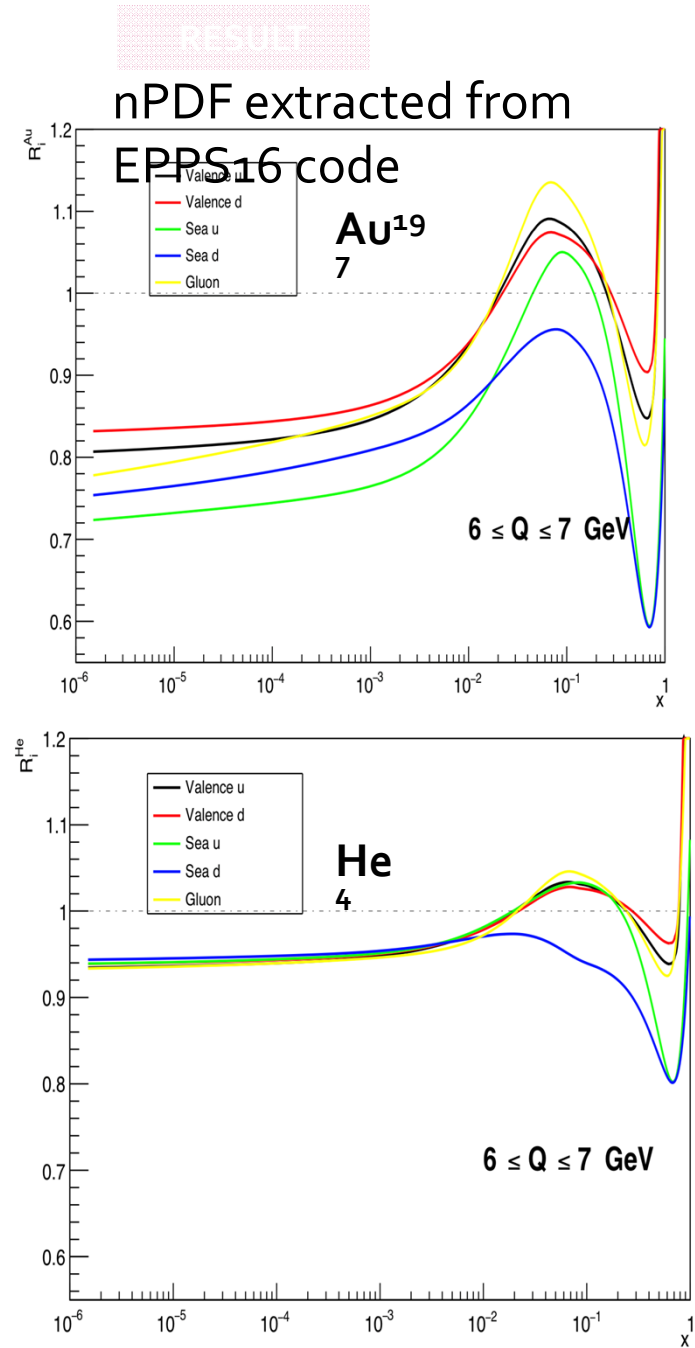 RESULT
nPDF extracted from
EPPS16 code
R_i^Au
1.2
1.1
1
0.9
0.8
0.7
0.6
Valence u
Valence d
Sea u
Sea d
Gluon
Au¹⁹
7
6 ≤ Q ≤ 7 GeV
10⁻⁶ 10⁻⁵ 10⁻⁴ 10⁻³ 10⁻² 10⁻¹ 1
x
R_i^He
1.2
1.1
1
0.9
0.8
0.7
0.6
Valence u
Valence d
Sea u
Sea d
Gluon
He
4
6 ≤ Q ≤ 7 GeV
10⁻⁶ 10⁻⁵ 10⁻⁴ 10⁻³ 10⁻² 10⁻¹ 1
x